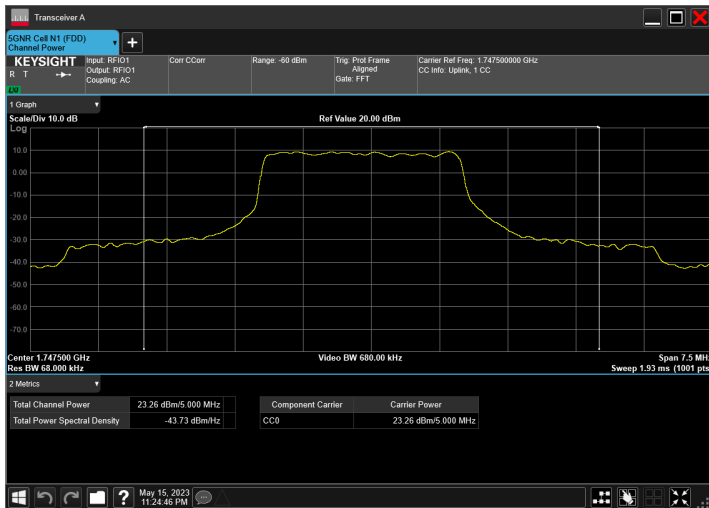 Transceiver A
5GNR Cell N1 (FDD)
Channel Power
KEYSIGHT
R T
LXI
Input: RFIO1
Output: RFIO1
Coupling: AC
Corr CCorr
Range: -60 dBm
Trig: Prot Frame
Aligned
Gate: FFT
Carrier Ref Freq: 1.747500000 GHz
CC Info: Uplink, 1 CC
1 Graph
Scale/Div 10.0 dB
Ref Value 20.00 dBm
Log
10.0
0.00
-10.0
-20.0
-30.0
-40.0
-50.0
-60.0
-70.0
Center 1.747500 GHz
Video BW 680.00 kHz
Span 7.5 MHz
Res BW 68.000 kHz
Sweep 1.93 ms (1001 pts
2 Metrics
Total Channel Power 23.26 dBm/5.000 MHz
Total Power Spectral Density -43.73 dBm/Hz
Component Carrier Carrier Power
CC0 23.26 dBm/5.000 MHz
?
May 15, 2023
11:24:46 PM